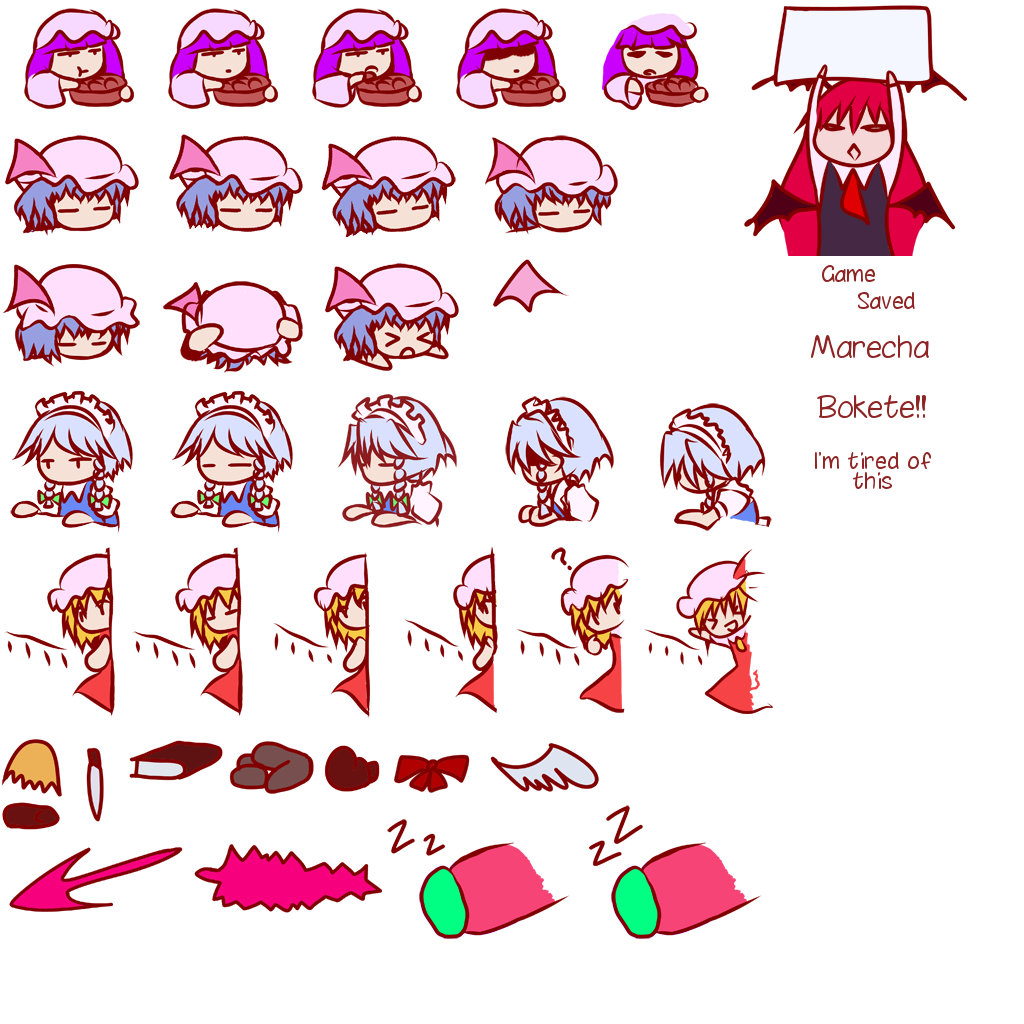 Game
Saved
Marecha
Bokete!!
I'm tired of
this
?
Z z
Z z